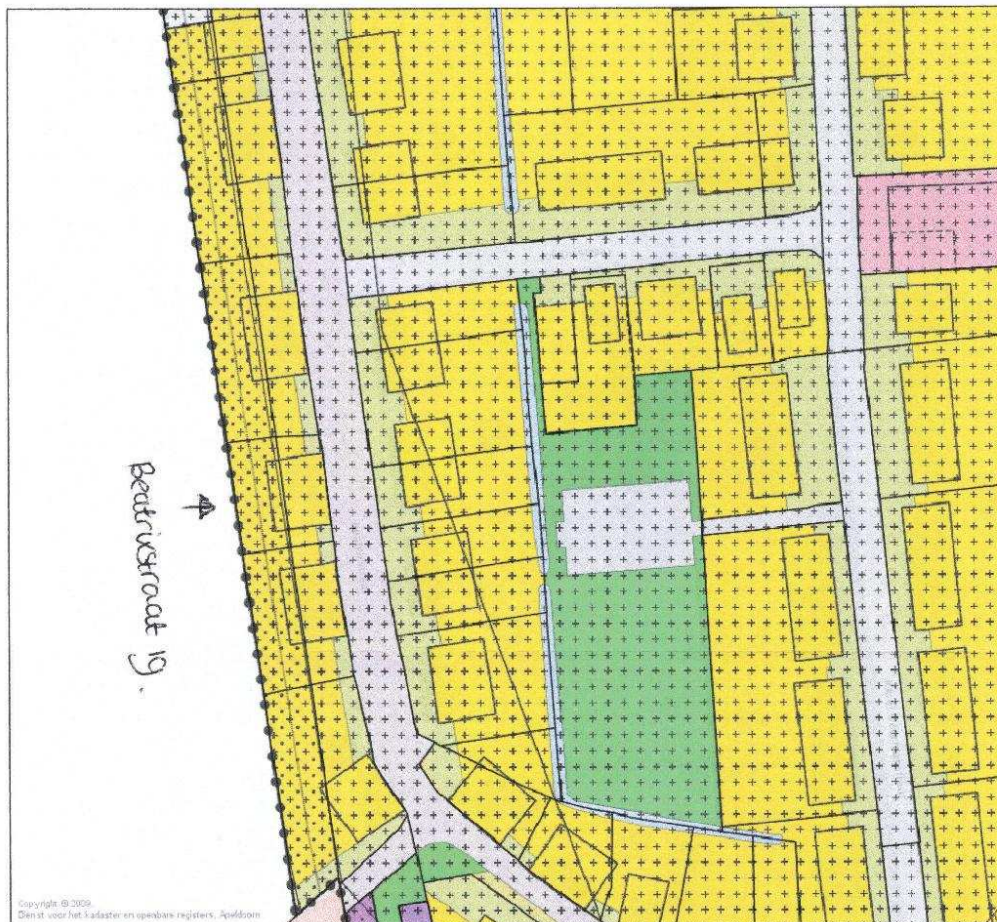 Beatrixstraat 19.
Copyright © 2009,
Dienst voor het kadaster en openbare registers, Apeldoorn